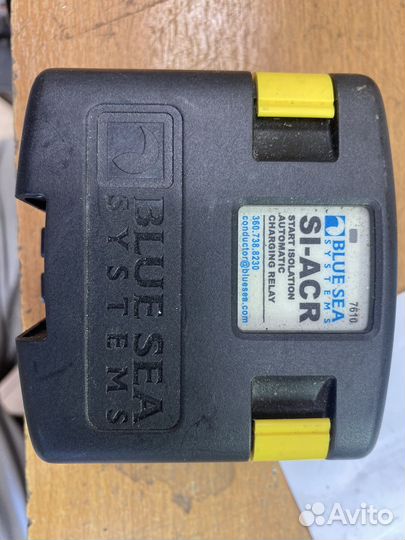 BLUE SEA
SYSTEMS
BLUE SEA
SYSTEMS
7610
SI-ACR
START ISOLATION
AUTOMATIC
CHARGING RELAY
360.738.8230
conductor@bluesea.com
Avito